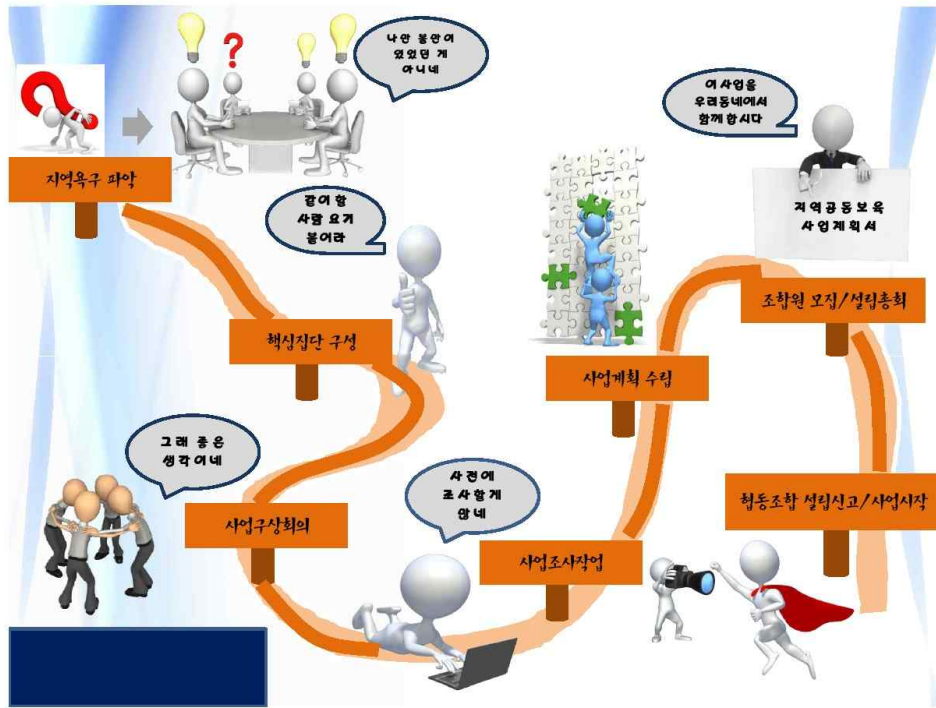 나만 불만이
있었던 게
아니네
?
지역욕구 파악
같이 할
사람 요기
붙어라
핵심집단 구성
그래 좋은
생각이네
사업구상회의
사전에
조사할게
많네
사업조사작업
사업계획 수립
이사업을
우리동네에서
함께합시다
지역공동보육
사업계획서
조합원 모집/설립총회
협동조합 설립신고/사업시작